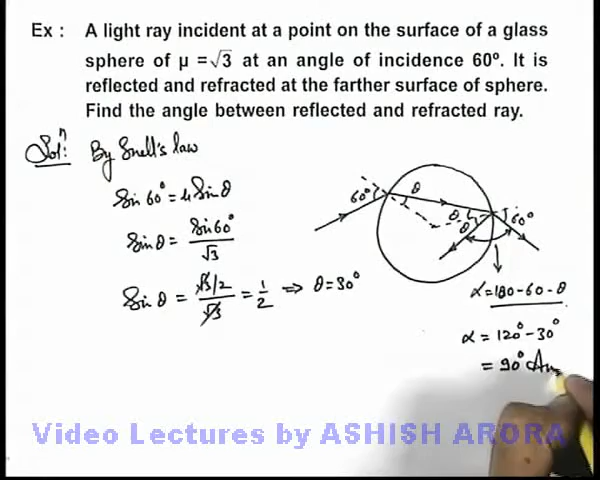 Ex : A light ray incident at a point on the surface of a glass
sphere of μ =√3 at an angle of incidence 60º. It is
reflected and refracted at the farther surface of sphere.
Find the angle between reflected and refracted ray.
Solⁿ: By Snell's law
Sin 60° = μ Sin θ
Sin θ = Sin 60° / √3
Sin θ = √3/2 / √3 = 1/2 ⇒ θ = 30°
60° θ
θ θ 60°
α = 180 - 60 - θ
α = 120° - 30°
= 90° Ans
Video Lectures by ASHISH ARORA